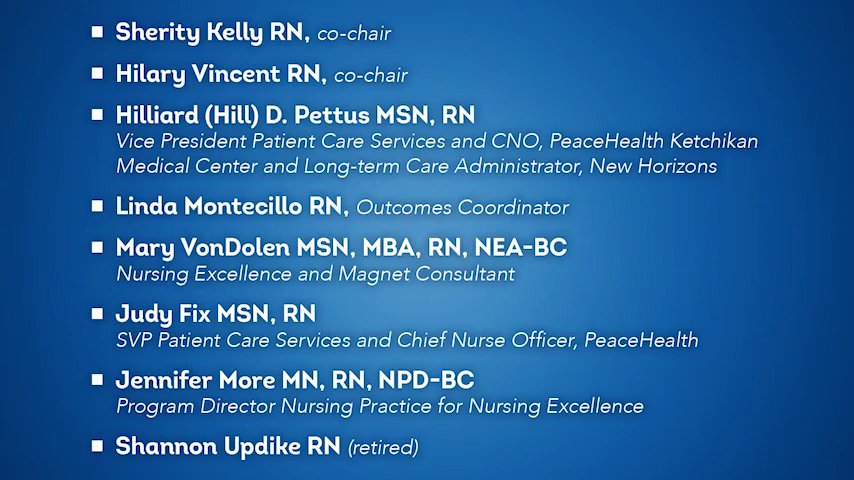 ■ Sherity Kelly RN, co-chair
■ Hilary Vincent RN, co-chair
■ Hilliard (Hill) D. Pettus MSN, RN
Vice President Patient Care Services and CNO, PeaceHealth Ketchikan
Medical Center and Long-term Care Administrator, New Horizons
■ Linda Montecillo RN, Outcomes Coordinator
■ Mary VonDolen MSN, MBA, RN, NEA-BC
Nursing Excellence and Magnet Consultant
■ Judy Fix MSN, RN
SVP Patient Care Services and Chief Nurse Officer, PeaceHealth
■ Jennifer More MN, RN, NPD-BC
Program Director Nursing Practice for Nursing Excellence
■ Shannon Updike RN (retired)